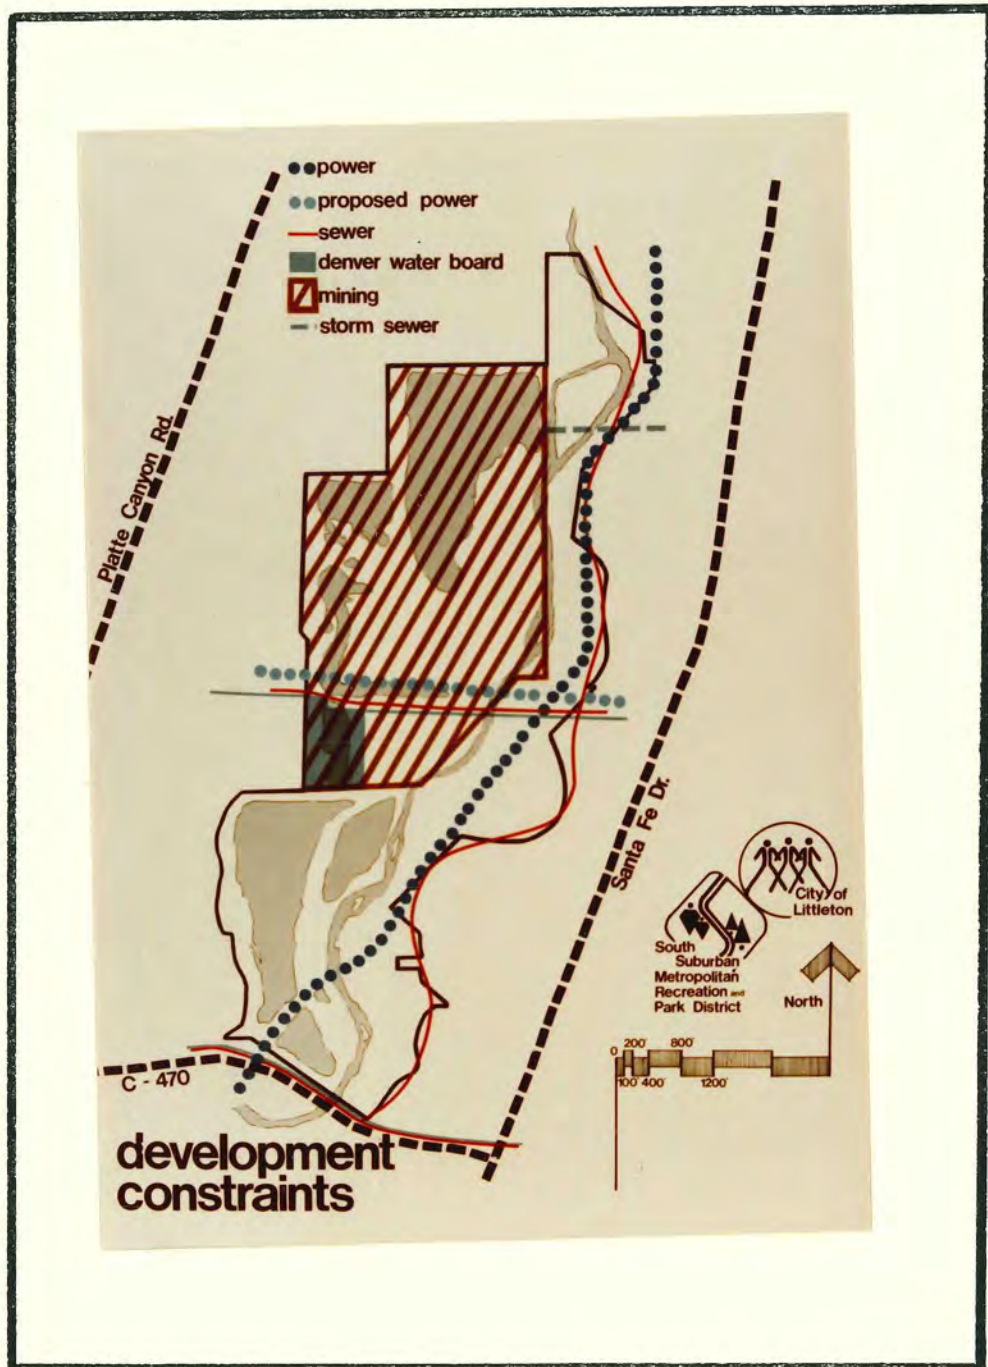 power
proposed power
sewer
denver water board
mining
storm sewer
Platte Canyon Rd.
Santa Fe Dr.
City of
Littleton
South
Suburban
Metropolitan
Recreation and
Park District
North
0 200' 800'
100' 400' 1200'
C - 470
development
constraints